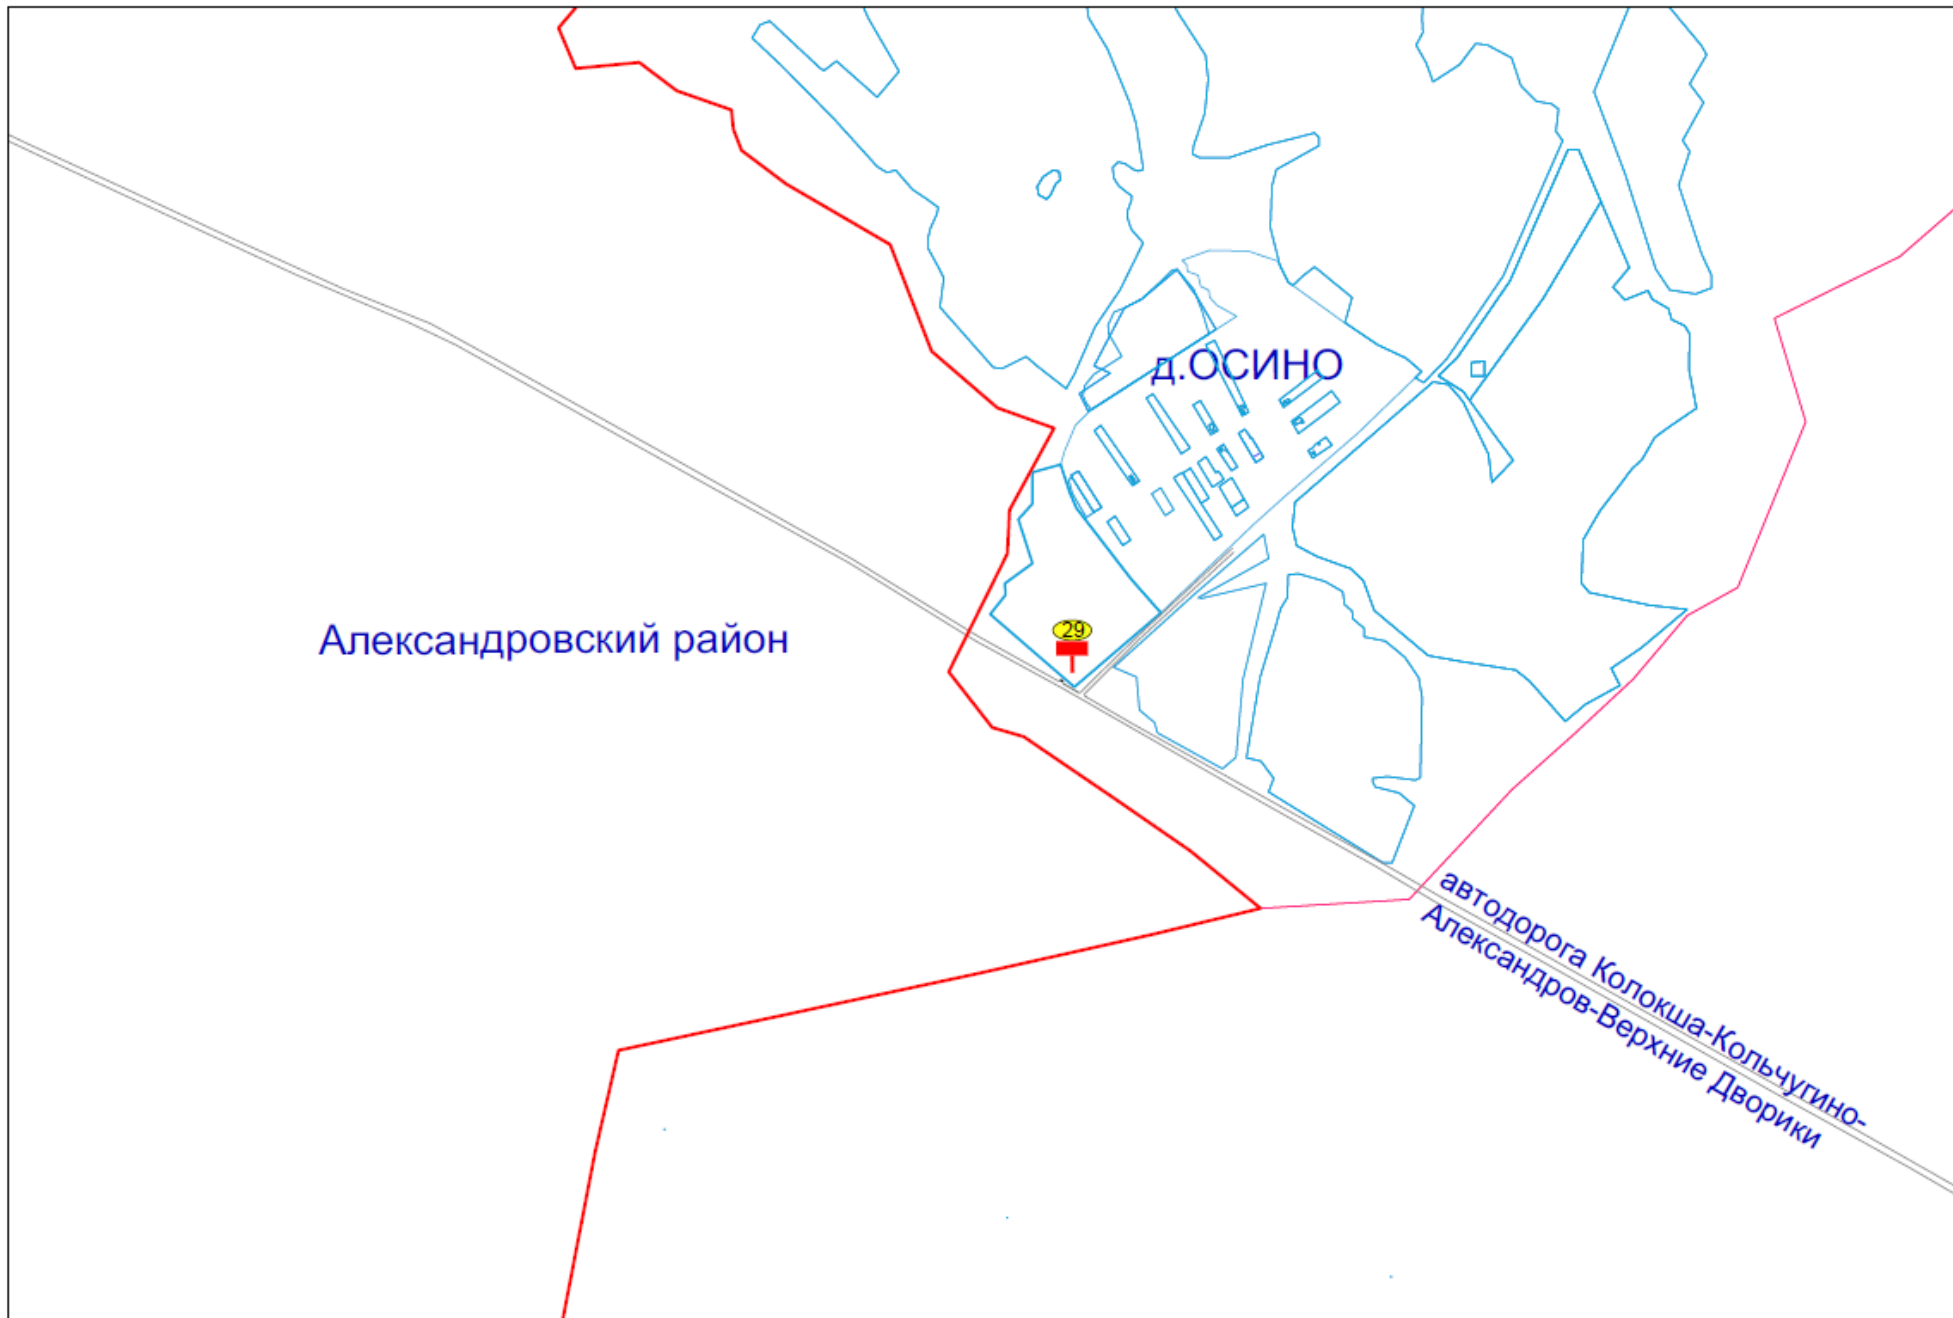 д.ОСИНО
29
Александровский район
автодорога Колокша-Кольчугино-
Александров-Верхние Дворики